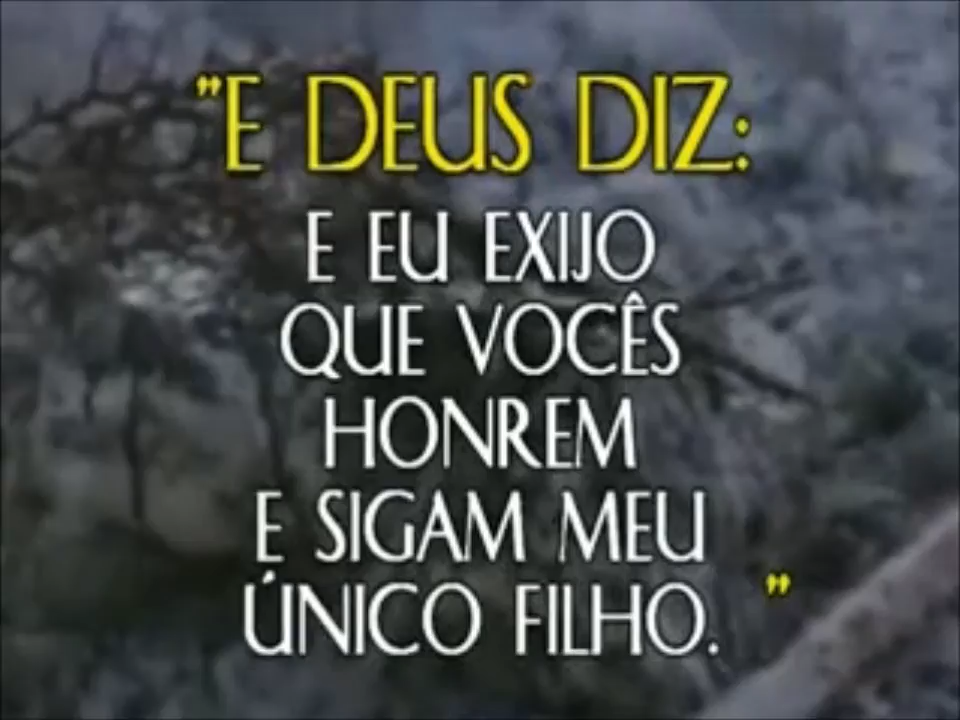 "E DEUS DIZ:
E EU EXIJO
QUE VOCÊS
HONREM
E SIGAM MEU
ÚNICO FILHO."